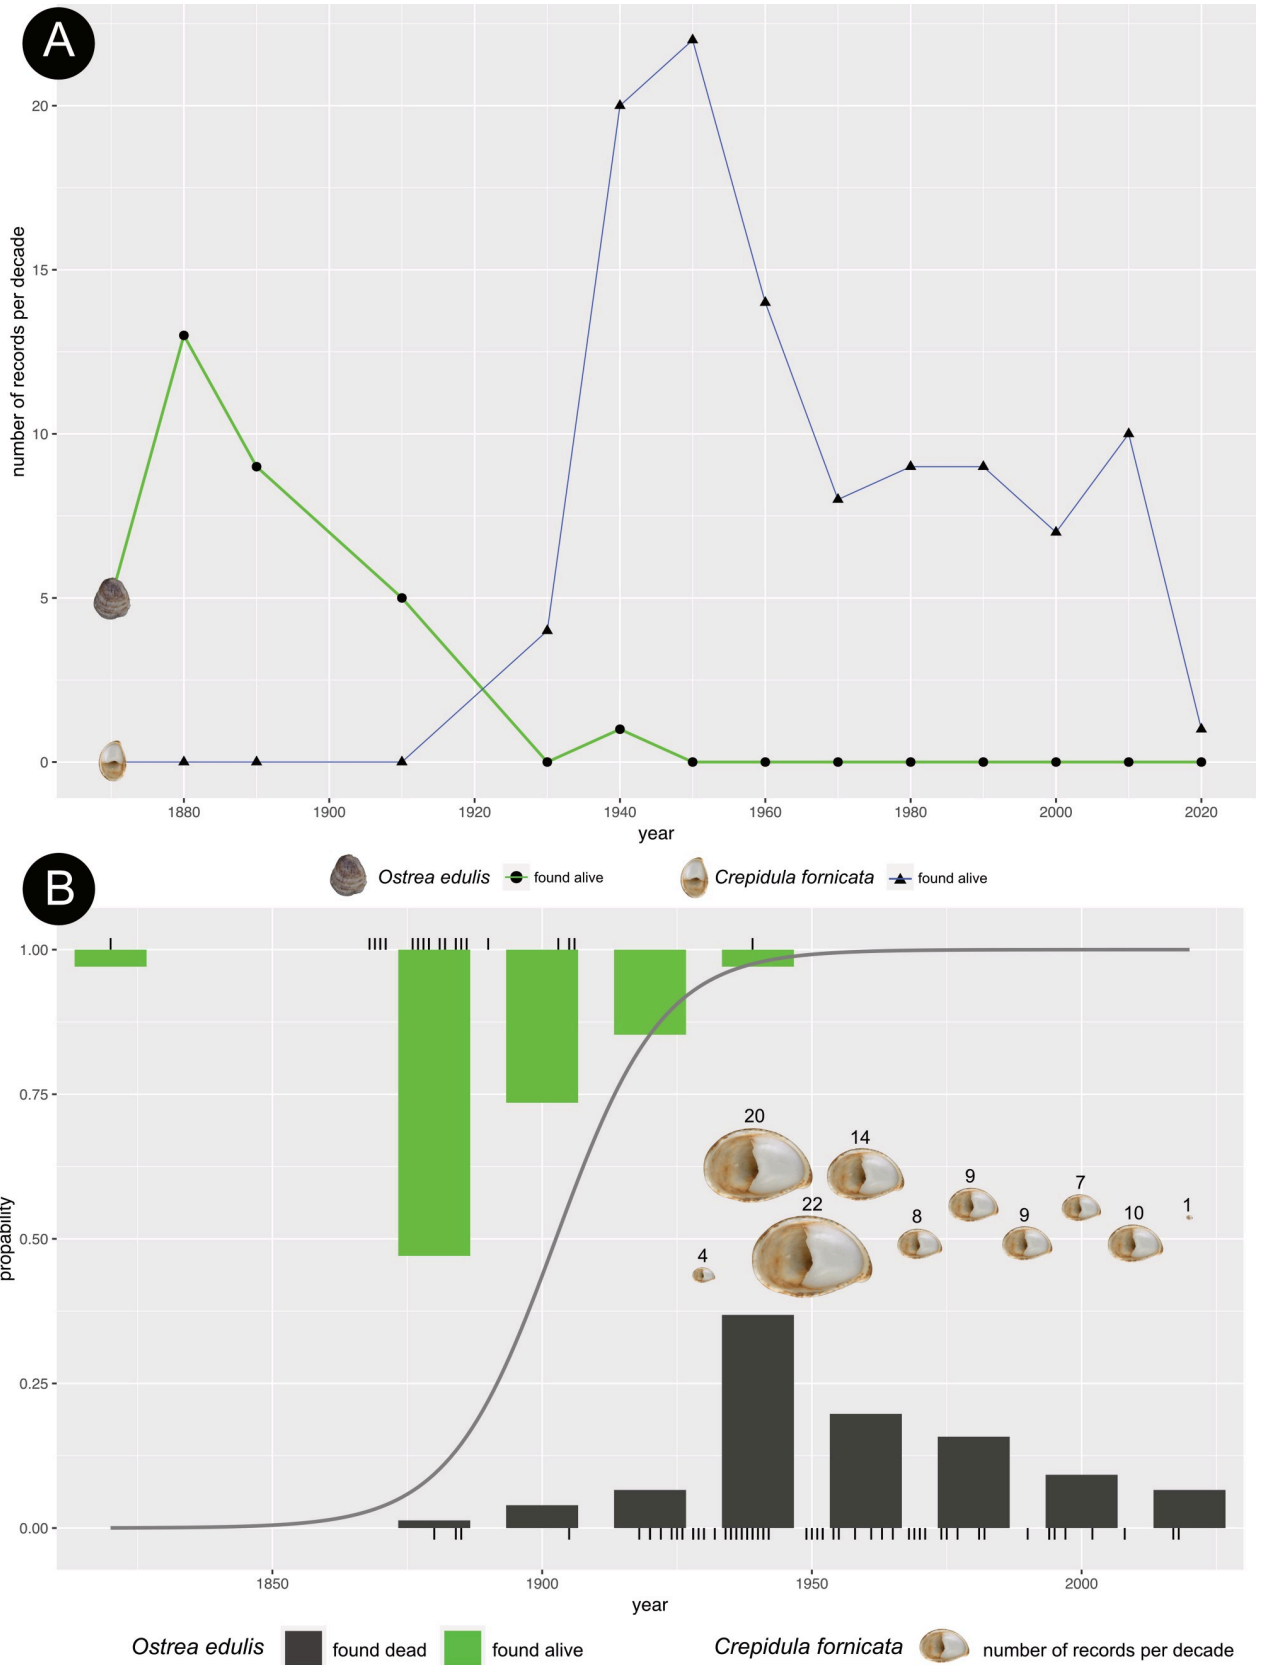 A
number of records per decade
20
15
10
5
0
1880 1900 1920 1940 1960 1980 2000 2020
year
Ostrea edulis found alive Crepidula fornicata found alive
B
propability
1.00
0.75
0.50
0.25
0.00
20
14
22
4
8
9
9
7
10
1
1850 1900 1950 2000
year
Ostrea edulis found dead found alive Crepidula fornicata number of records per decade